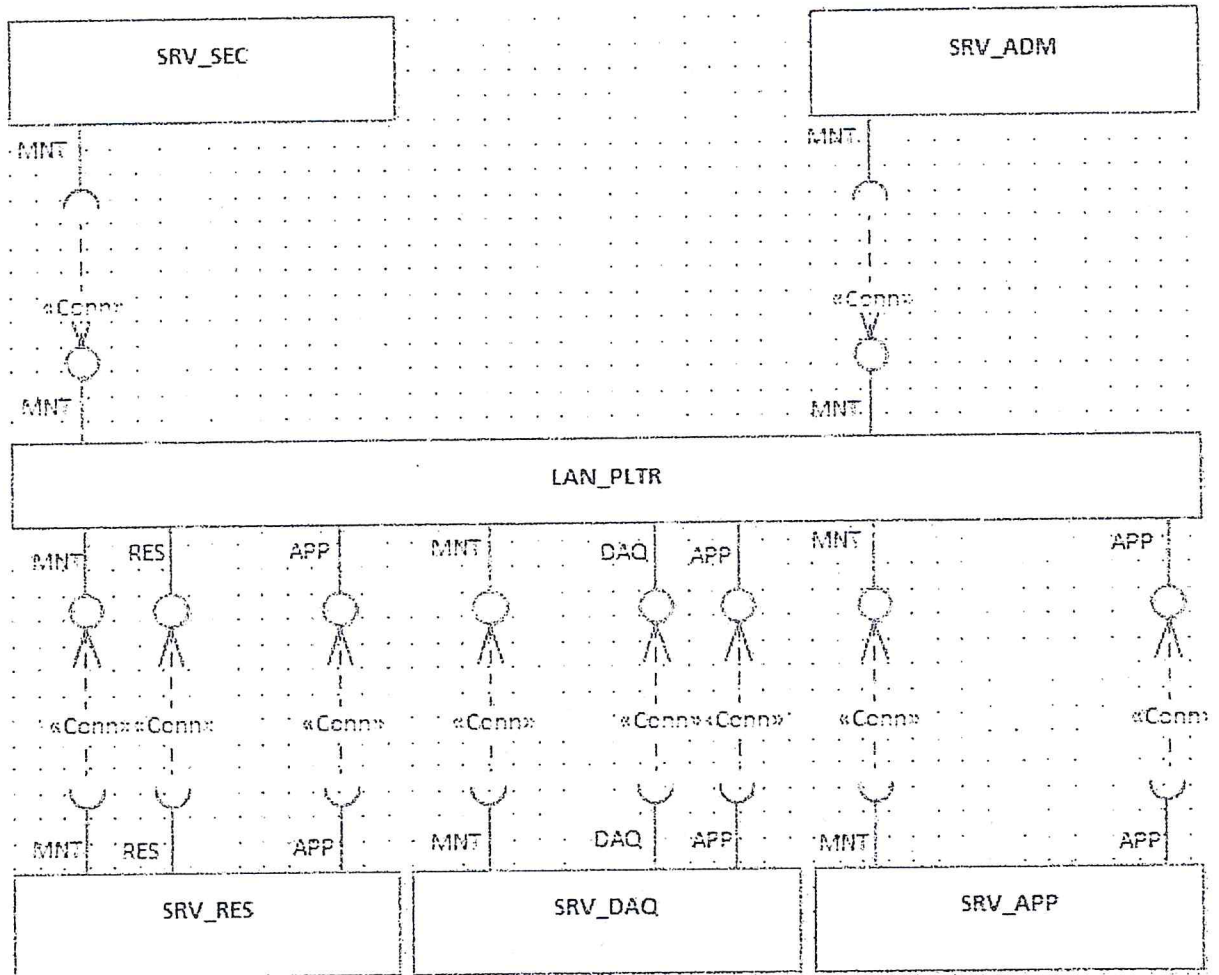 SRV_SEC
SRV_ADM
MNT
MNT
«Conn»
«Conn»
MNT
MNT
LAN_PLTR
MNT
RES
APP
MNT
DAQ
APP
MNT
APP
«Conn»
«Conn»
«Conn»
«Conn»
«Conn»
«Conn»
«Conn»
«Conn»
MNT
RES
APP
MNT
DAQ
APP
MNT
APP
SRV_RES
SRV_DAQ
SRV_APP